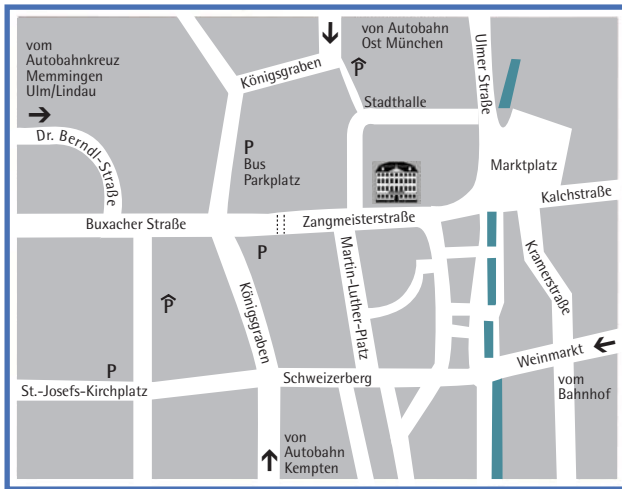 vom
Autobahnkreuz
Memmingen
Ulm/Lindau
von Autobahn
Ost München
Königsgraben
P
Ulmer Straße
Stadthalle
Dr. Berndl-Straße
P
Bus
Parkplatz
Marktplatz
Kalchstraße
Buxacher Straße
Zangmeisterstraße
P
Martin-Luther-Platz
Kramerstraße
Königsgraben
P
P
St.-Josefs-Kirchplatz
Schweizerberg
Weinmarkt
vom
Bahnhof
von
Autobahn
Kempten